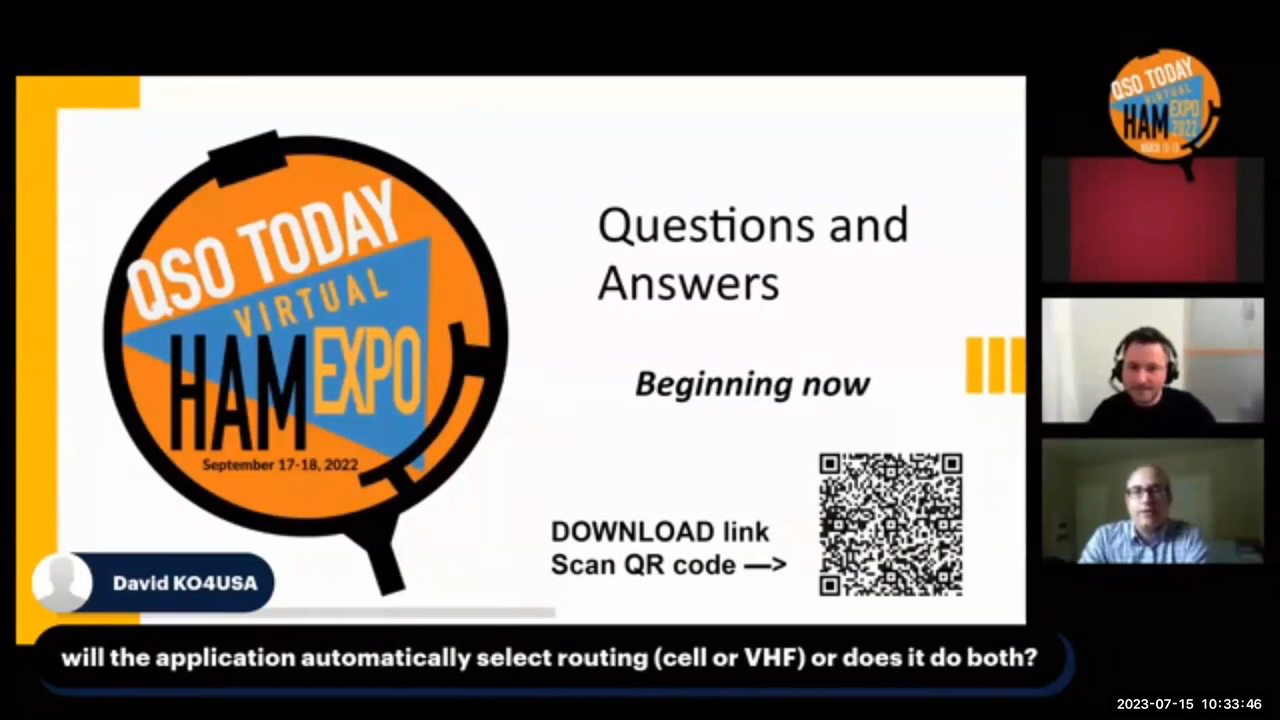 QSO TODAY
VIRTUAL
HAM EXPO
September 17-18, 2022
Questions and
Answers
Beginning now
DOWNLOAD link
Scan QR code —>
David KO4USA
will the application automatically select routing (cell or VHF) or does it do both?
QSO TODAY
VIRTUAL
HAM EXPO
2022
2023-07-15 10:33:46